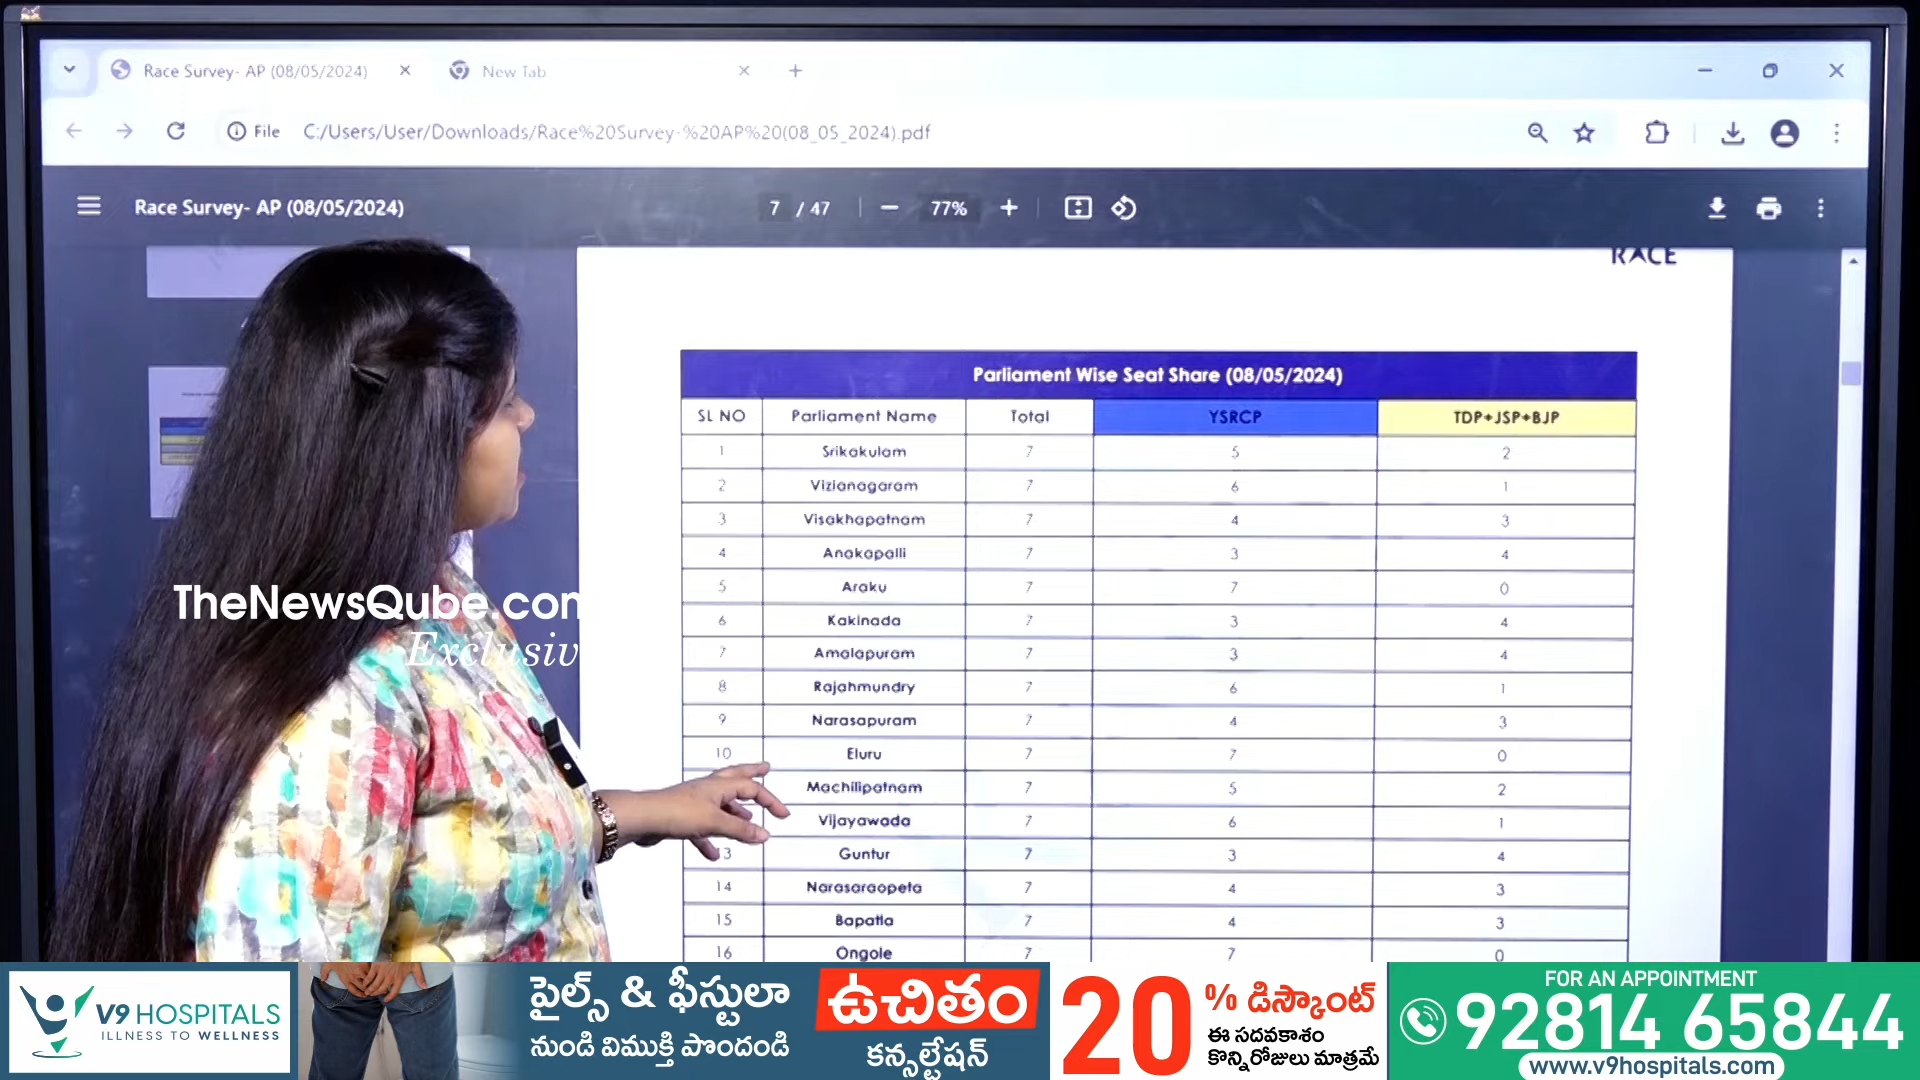 Race Survey- AP (08/05/2024)
New Tab
File C:/Users/User/Downloads/Race%20Survey-%20AP%20(08_05_2024).pdf
Race Survey- AP (08/05/2024)
7 / 47
77%
RACE
Parliament Wise Seat Share (08/05/2024)
SL NO Parliament Name Total YSRCP TDP+JSP+BJP
1 Srikakulam 7 5 2
2 Vizianagaram 7 6 1
3 Visakhapatnam 7 4 3
4 Anakapalli 7 3 4
5 Araku 7 7 0
6 Kakinada 7 3 4
7 Amalapuram 7 3 4
8 Rajahmundry 7 6 1
9 Narasapuram 7 4 3
10 Eluru 7 7 0
Machilipatnam 7 5 2
Vijayawada 7 6 1
13 Guntur 7 3 4
14 Narasaraopeta 7 4 3
15 Bapatla 7 4 3
16 Ongole 7 7 0
TheNewsQube.com
Exclusiv
V9 HOSPITALS
ILLNESS TO WELLNESS
పైల్స్ & ఫిస్టులా
నుండి విముక్తి పొందండి
ఉచితం
కన్సల్టేషన్
20 % డిస్కౌంట్
ఈ సదవకాశం
కొన్నిరోజులు మాత్రమే
FOR AN APPOINTMENT
92814 65844
www.v9hospitals.com